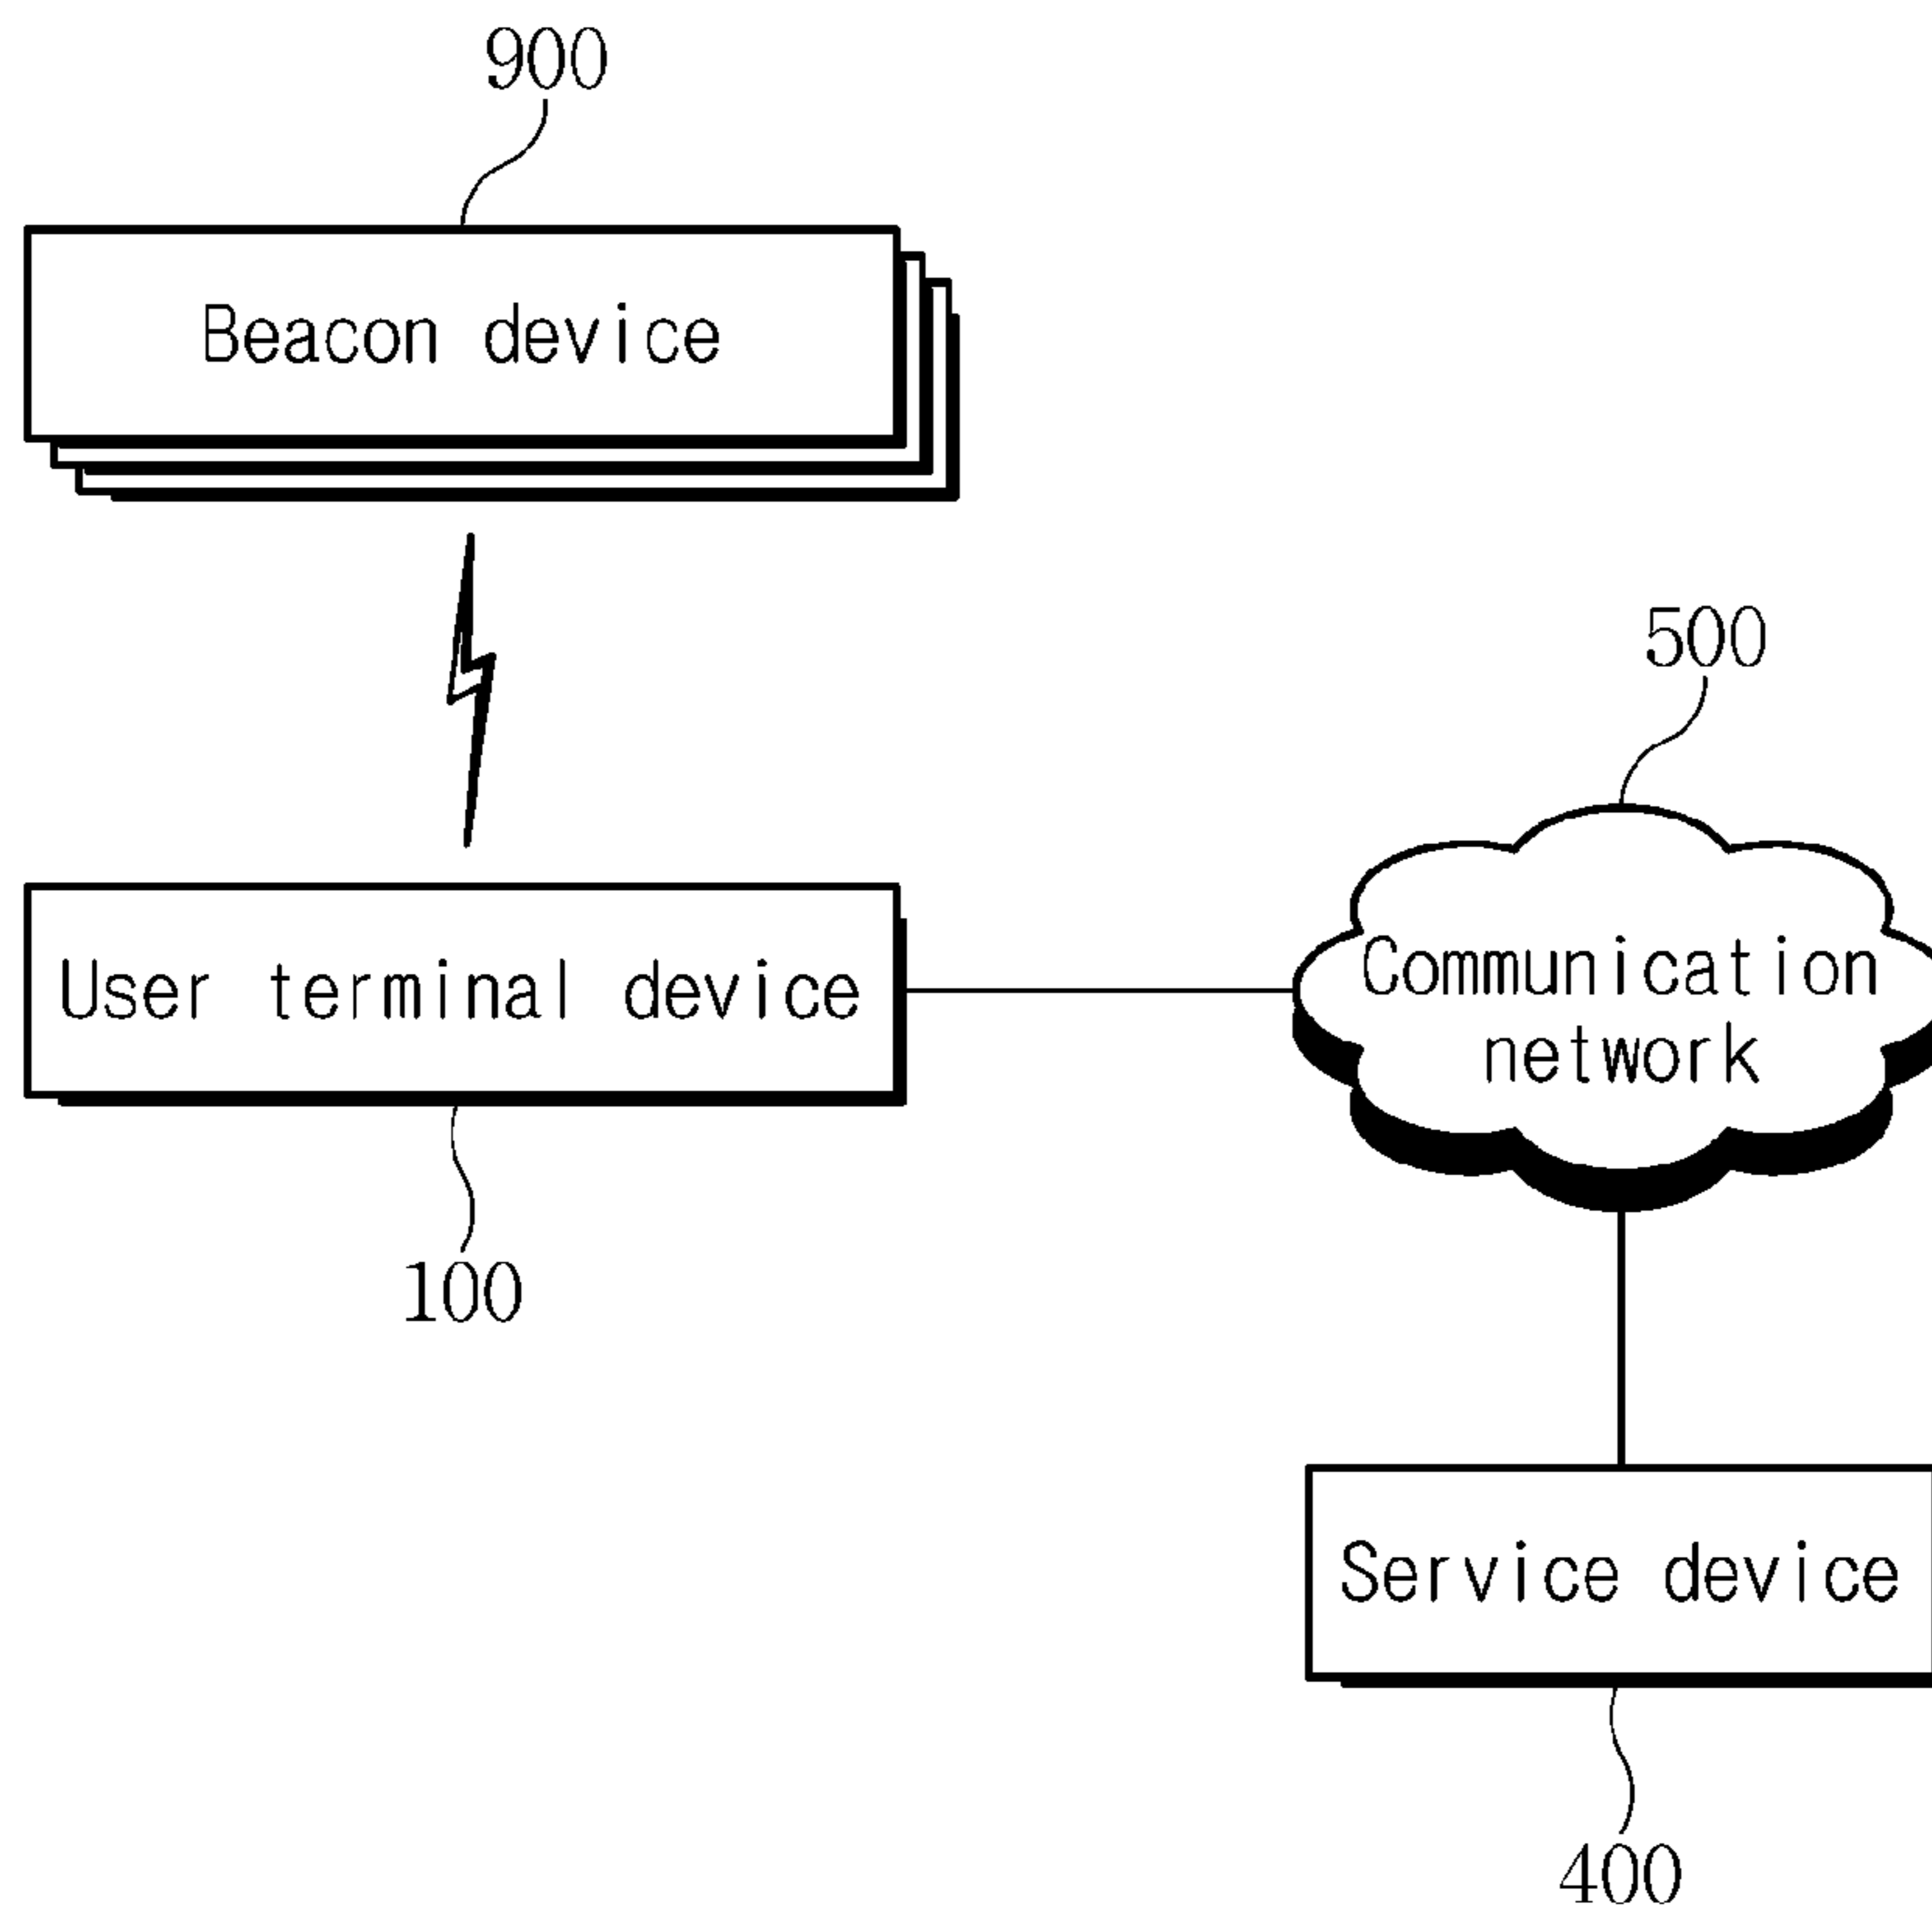 900
Beacon device
500
Communication
network
User terminal device
100
Service device
400